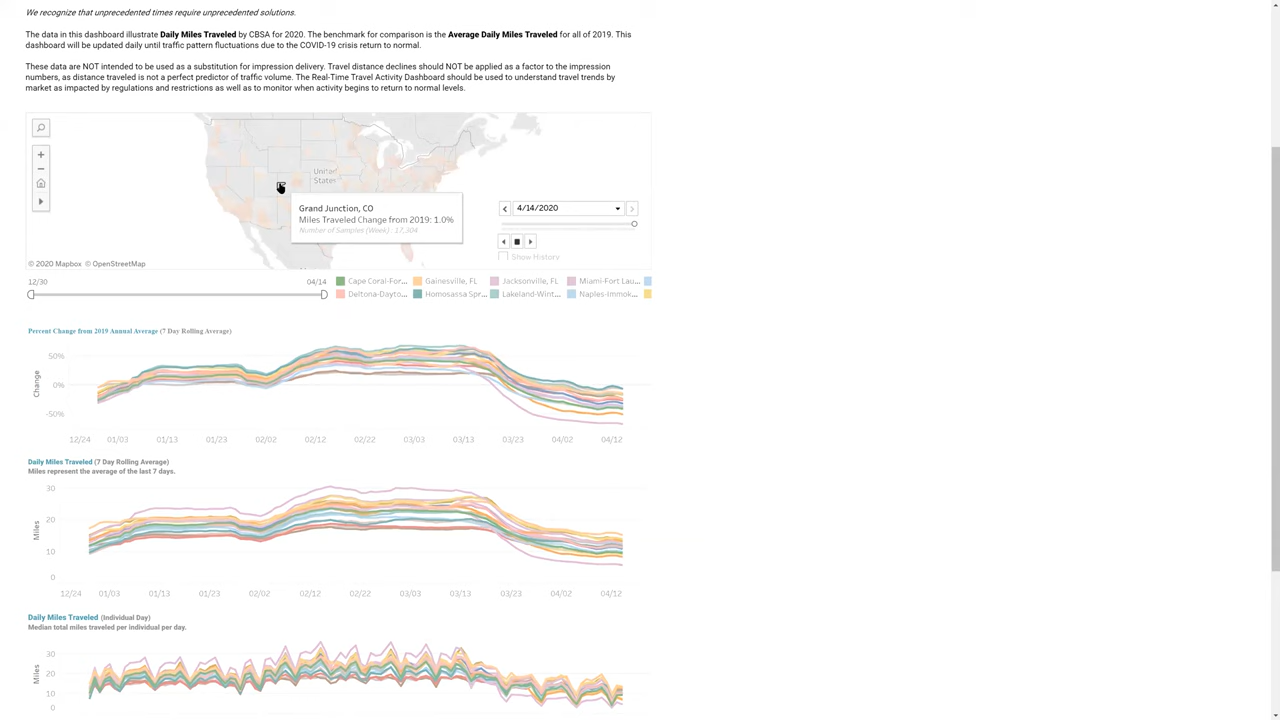 We recognize that unprecedented times require unprecedented solutions.
The data in this dashboard illustrate Daily Miles Traveled by CBSA for 2020. The benchmark for comparison is the Average Daily Miles Traveled for all of 2019. This
dashboard will be updated daily until traffic pattern fluctuations due to the COVID-19 crisis return to normal.
These data are NOT intended to be used as a substitution for impression delivery. Travel distance declines should NOT be applied as a factor to the impression
numbers, as distance traveled is not a perfect predictor of traffic volume. The Real-Time Travel Activity Dashboard should be used to understand travel trends by
market as impacted by regulations and restrictions as well as to monitor when activity begins to return to normal levels.
United
States
Grand Junction, CO
Miles Traveled Change from 2019: 1.0%
Number of Samples (Week) : 17,304
4/14/2020
Show History
© 2020 Mapbox © OpenStreetMap
12/30 04/14
Cape Coral-For... Gainesville, FL Jacksonville, FL Miami-Fort Lau...
Deltona-Dayto... Homosassa Spr... Lakeland-Wint... Naples-Immok...
Percent Change from 2019 Annual Average (7 Day Rolling Average)
50%
0%
-50%
Change
12/24 01/03 01/13 01/23 02/02 02/12 02/22 03/03 03/13 03/23 04/02 04/12
Daily Miles Traveled (7 Day Rolling Average)
Miles represent the average of the last 7 days.
30
20
10
0
Miles
12/24 01/03 01/13 01/23 02/02 02/12 02/22 03/03 03/13 03/23 04/02 04/12
Daily Miles Traveled (Individual Day)
Median total miles traveled per individual per day.
30
20
10
0
Miles